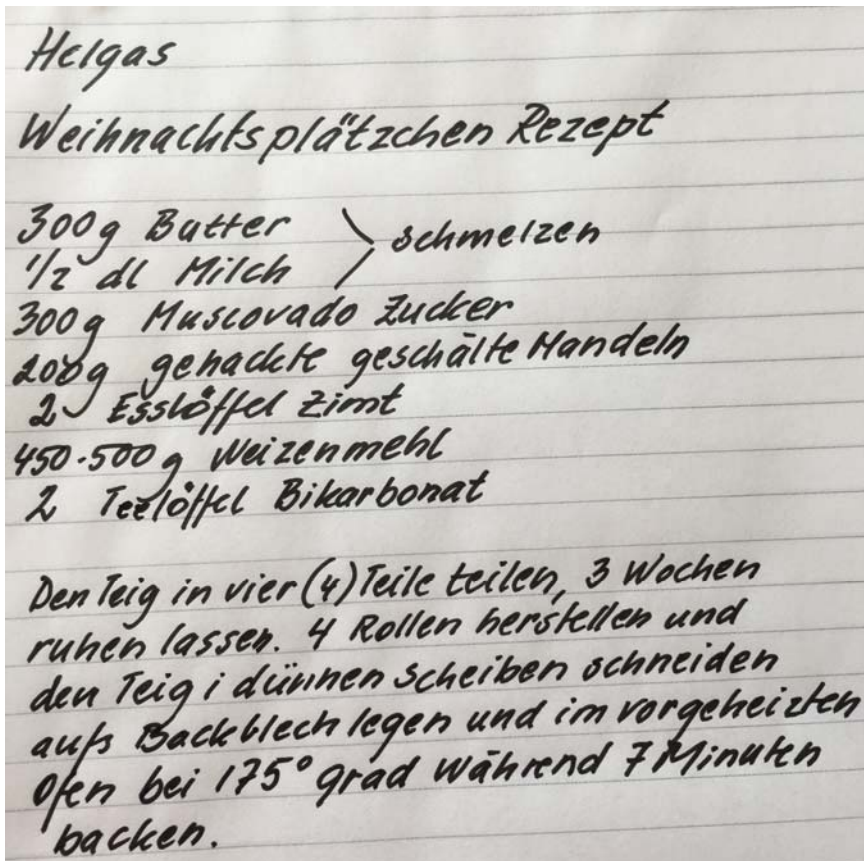 Helgas
Weihnachtsplätzchen Rezept
300g Butter > schmelzen
1/2 dl Milch
300g Muscovado Zucker
200g gehackte geschälte Mandeln
2 Esslöffel Zimt
450-500g Weizenmehl
2 Teelöffel Bikarbonat
Den Teig in vier (4) Teile teilen, 3 Wochen
ruhen lassen. 4 Rollen herstellen und
den Teig i dünnen Scheiben schneiden
aufs Backblech legen und im vorgeheizten
Ofen bei 175° grad während 7 Minuten
backen.